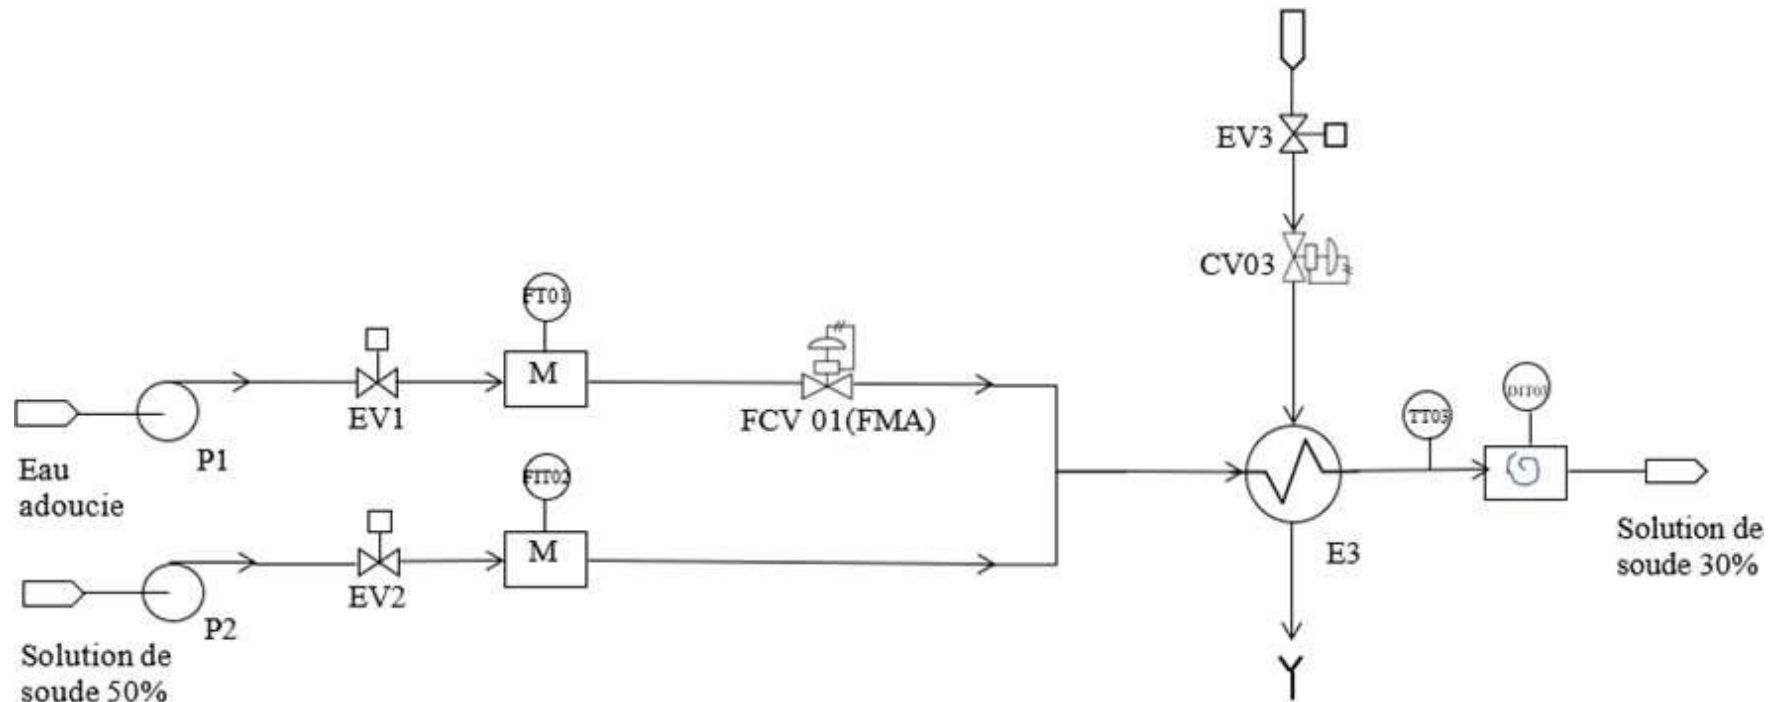 EV3
CV03
FT01
M
EV1
FCV 01(FMA)
P1
Eau
adoucie
TT03
DIT03
FIT02
M
EV2
P2
E3
Solution de
soude 30%
Solution de
soude 50%
Y